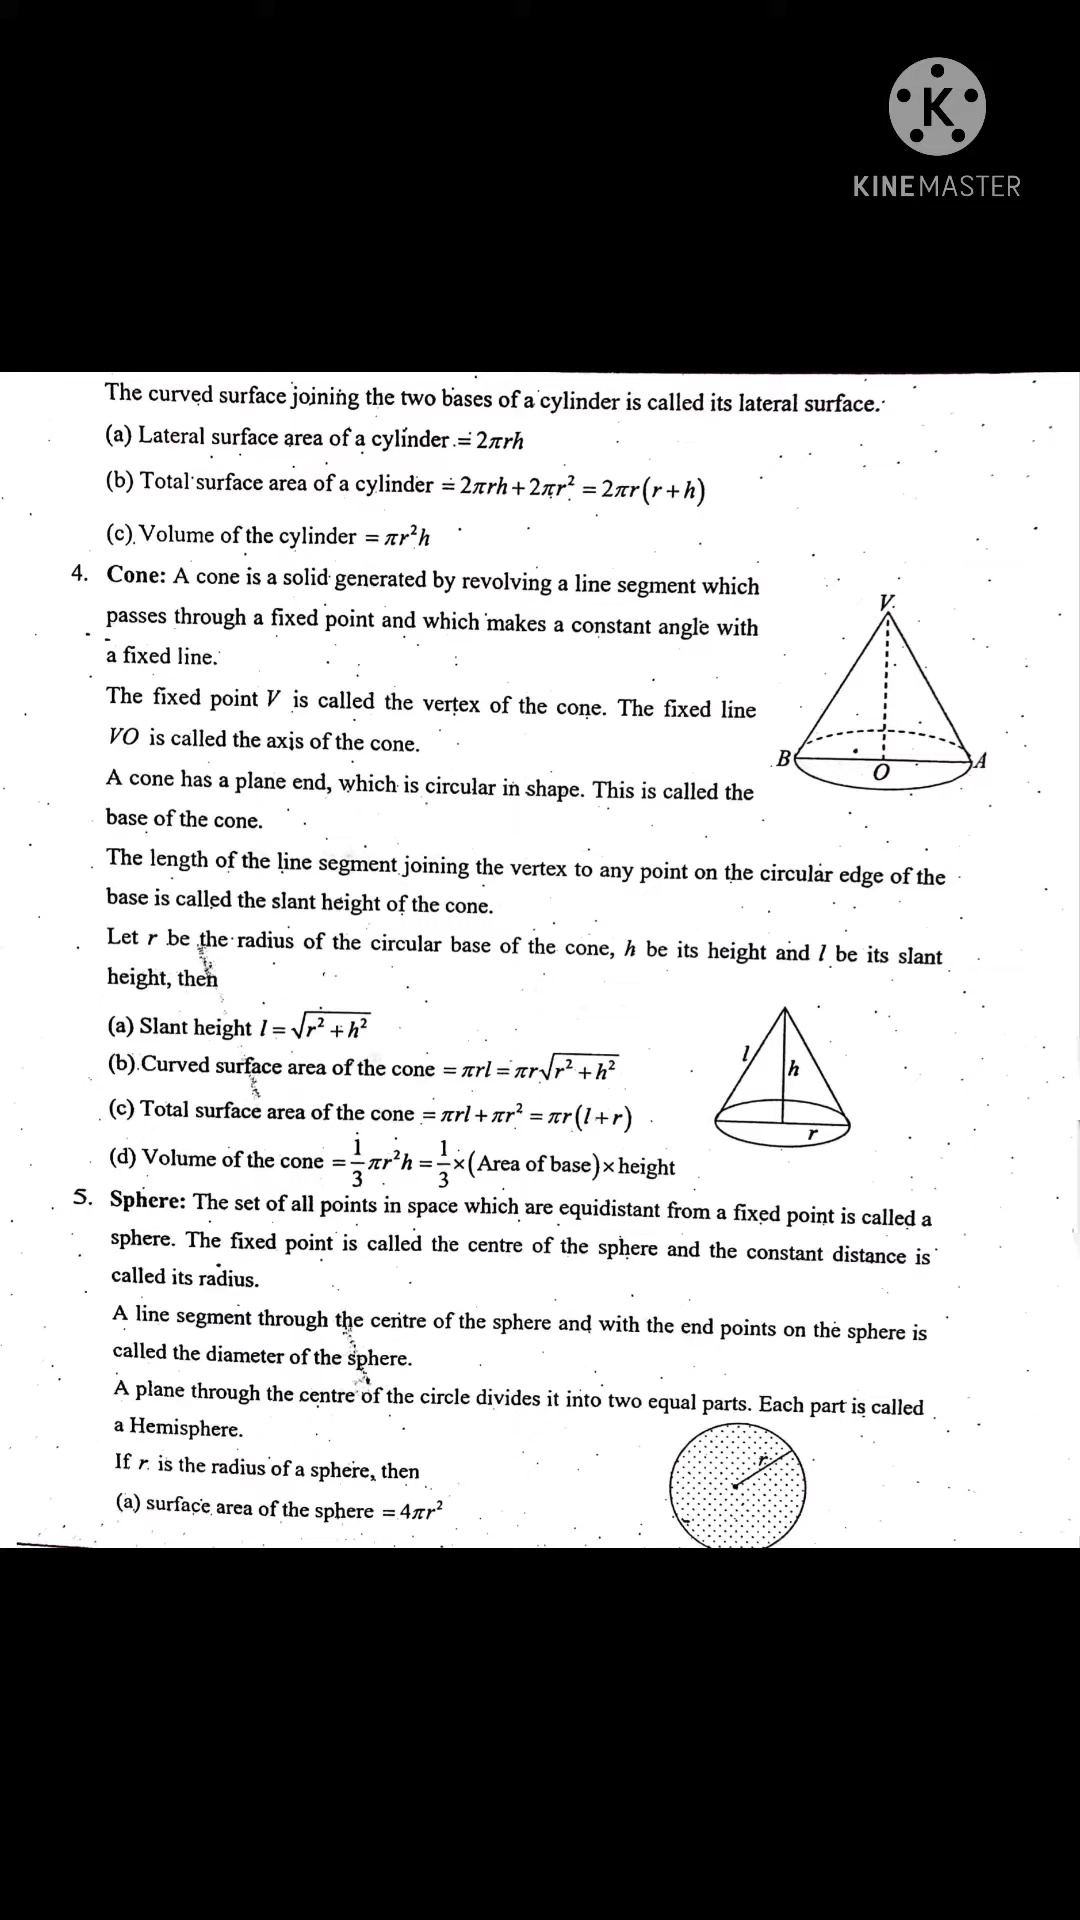 K
KINEMASTER
The curved surface joining the two bases of a cylinder is called its lateral surface.
(a) Lateral surface area of a cylinder = 2πrh
(b) Total surface area of a cylinder = 2πrh + 2πr² = 2πr(r + h)
(c) Volume of the cylinder = πr²h
4. Cone: A cone is a solid generated by revolving a line segment which
passes through a fixed point and which makes a constant angle with
a fixed line.
The fixed point V is called the vertex of the cone. The fixed line
VO is called the axis of the cone.
A cone has a plane end, which is circular in shape. This is called the
base of the cone.
V
B
O
A
The length of the line segment joining the vertex to any point on the circular edge of the
base is called the slant height of the cone.
Let r be the radius of the circular base of the cone, h be its height and l be its slant
height, then
(a) Slant height l = √(r² + h²)
(b) Curved surface area of the cone = πrl = πr√(r² + h²)
(c) Total surface area of the cone = πrl + πr² = πr(l + r)
(d) Volume of the cone = 1/3 πr²h = 1/3 × (Area of base) × height
l
h
r
5. Sphere: The set of all points in space which are equidistant from a fixed point is called a
sphere. The fixed point is called the centre of the sphere and the constant distance is
called its radius.
A line segment through the centre of the sphere and with the end points on the sphere is
called the diameter of the sphere.
A plane through the centre of the circle divides it into two equal parts. Each part is called
a Hemisphere.
If r is the radius of a sphere, then
(a) surface area of the sphere = 4πr²
r